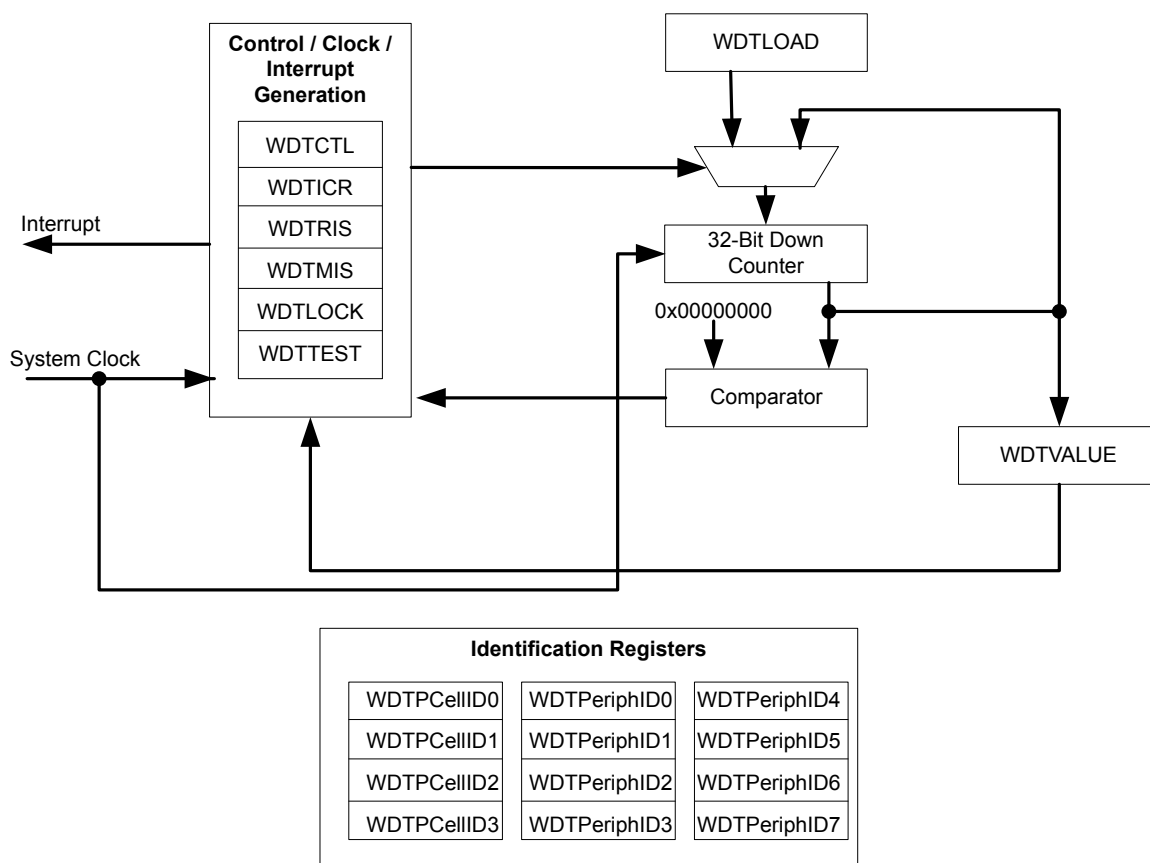 Control / Clock /
Interrupt
Generation
WDTCTL
WDTICR
WDTRIS
WDTMIS
WDTLOCK
WDTTEST
Interrupt
System Clock
WDTLOAD
32-Bit Down
Counter
0x00000000
Comparator
WDTVALUE
Identification Registers
WDTPCellID0
WDTPeriphID0
WDTPeriphID4
WDTPCellID1
WDTPeriphID1
WDTPeriphID5
WDTPCellID2
WDTPeriphID2
WDTPeriphID6
WDTPCellID3
WDTPeriphID3
WDTPeriphID7